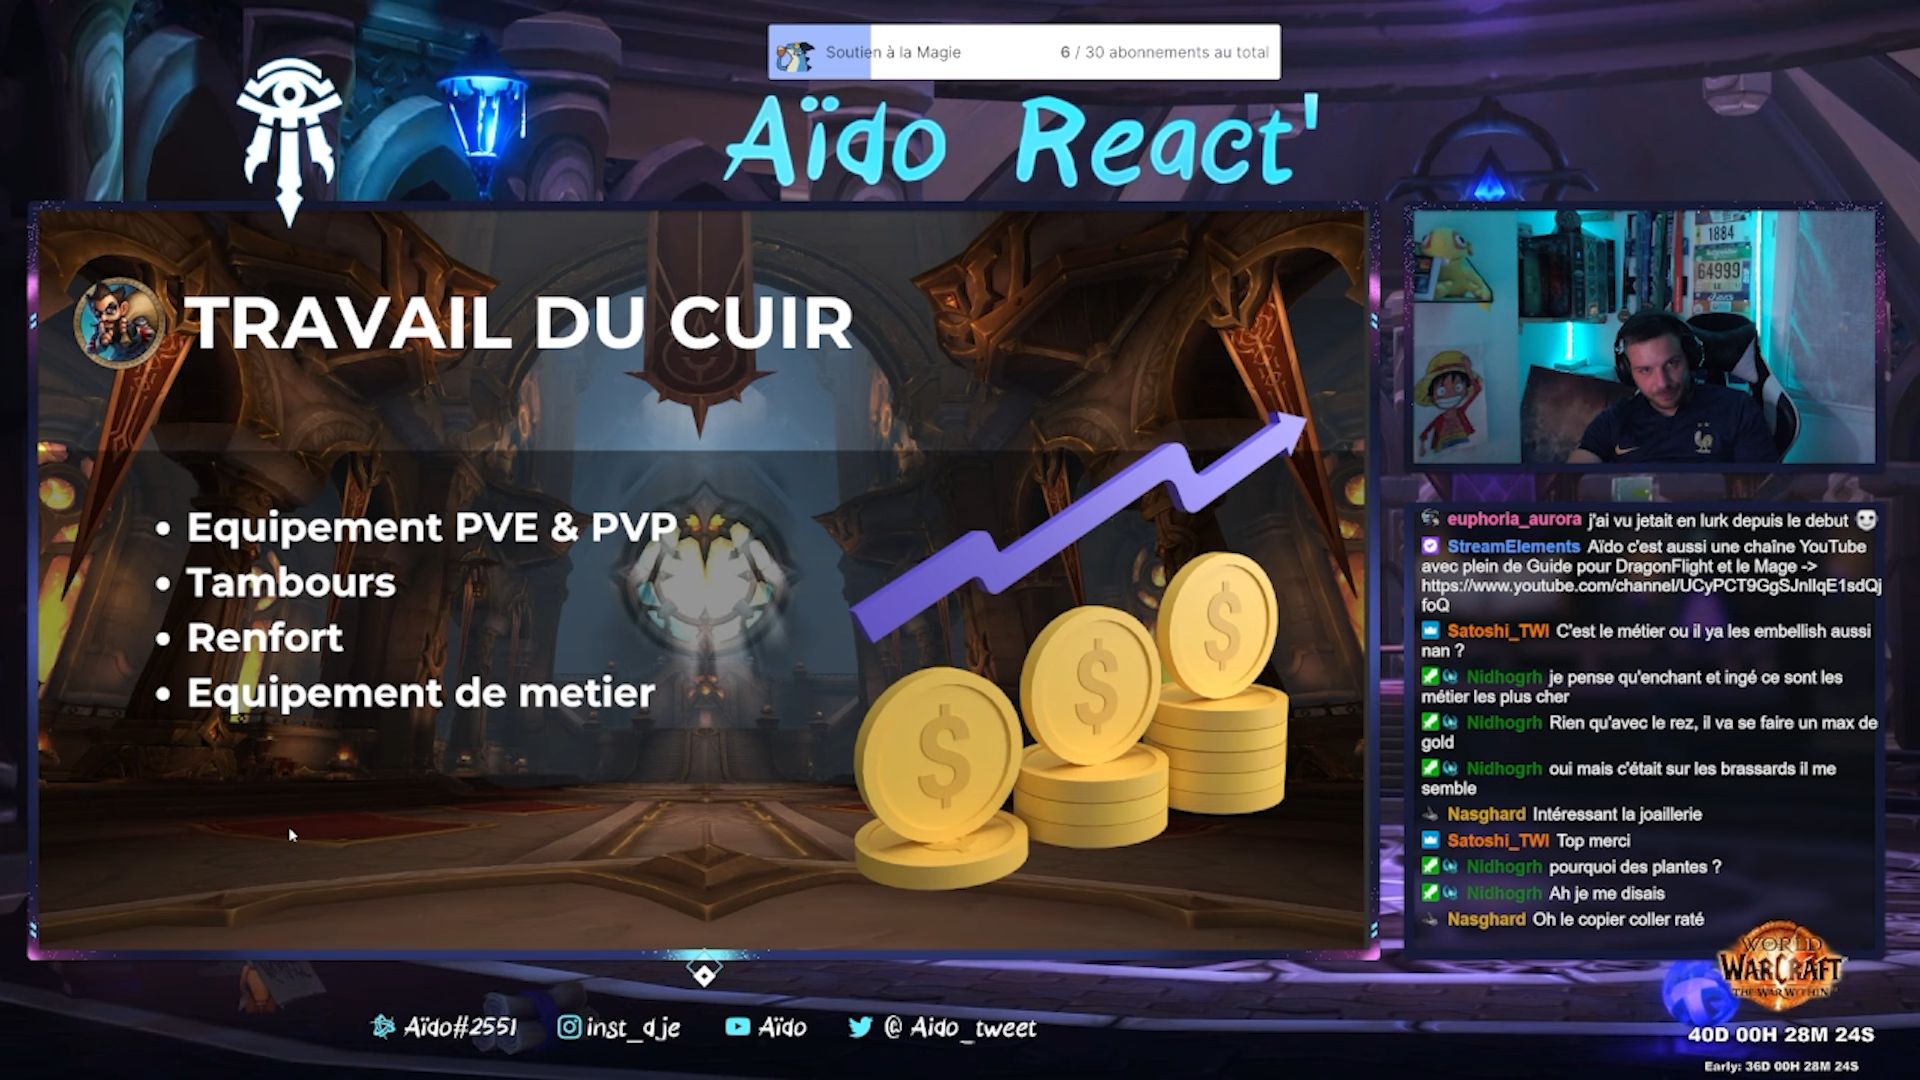 Soutien à la Magie
6 / 30 abonnements au total
Aïdo React'
TRAVAIL DU CUIR
• Equipement PVE & PVP
• Tambours
• Renfort
• Equipement de metier
1884
64999
euphoria_aurora j'ai vu jetait en lurk depuis le debut
StreamElements Aïdo c'est aussi une chaîne YouTube
avec plein de Guide pour DragonFlight et le Mage ->
https://www.youtube.com/channel/UCyPCT9GgSJnlIqE1sdQj
foQ
Satoshi_TWI C'est le métier ou il ya les embellish aussi
nan ?
Nidhogrh je pense qu'enchant et ingé ce sont les
métier les plus cher
Nidhogrh Rien qu'avec le rez, il va se faire un max de
gold
Nidhogrh oui mais c'était sur les brassards il me
semble
Nasghard Intéressant la joaillerie
Satoshi_TWI Top merci
Nidhogrh pourquoi des plantes ?
Nidhogrh Ah je me disais
Nasghard Oh le copier coller raté
WORLD
WARCRAFT
THE WAR WITHIN
40D 00H 28M 24S
Early: 36D 00H 28M 24S
Aïdo#2551
inst_dje
Aïdo
@ Aido_tweet